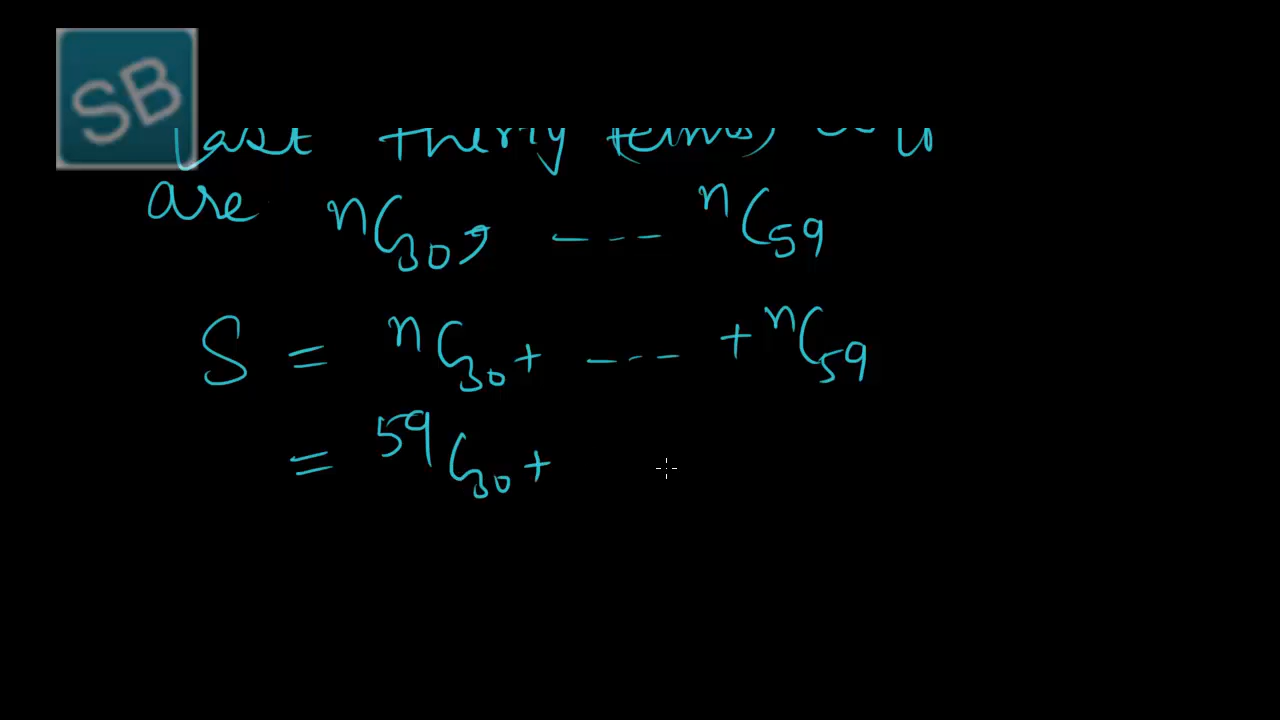 SB
last thirty terms
are ⁿC₃₀, --- ⁿC₅₉
S = ⁿC₃₀ + --- + ⁿC₅₉
= ⁵⁹C₃₀ +